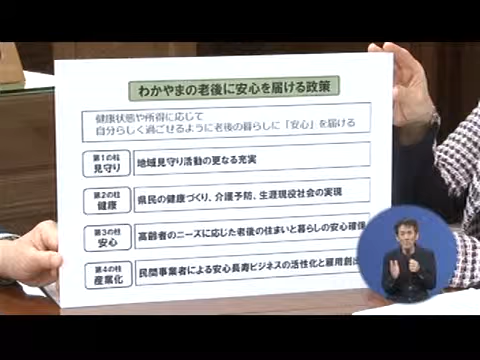 わかやまの老後に安心を届ける政策
健康状態や所得に応じて
自分らしく過ごせるように老後の暮らしに「安心」を届ける
第1の柱
見守り
地域見守り活動の更なる充実
第2の柱
健康
県民の健康づくり、介護予防、生涯現役社会の実現
第3の柱
安心
高齢者のニーズに応じた老後の住まいと暮らしの安心確保
第4の柱
産業化
民間事業者による安心長寿ビジネスの活性化と雇用創出